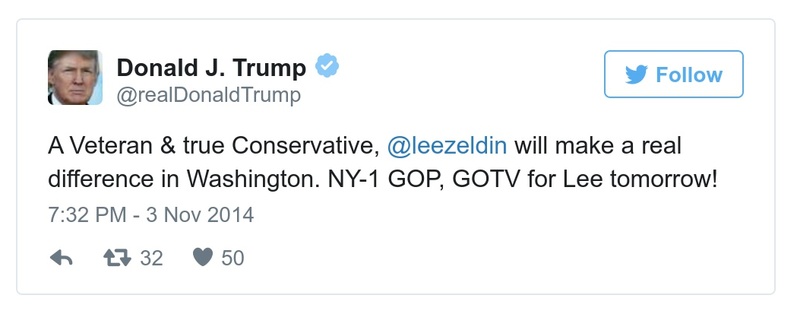 Donald J. Trump
@realDonaldTrump
Follow
A Veteran & true Conservative, @leezeldin will make a real
difference in Washington. NY-1 GOP, GOTV for Lee tomorrow!
7:32 PM - 3 Nov 2014
32 50